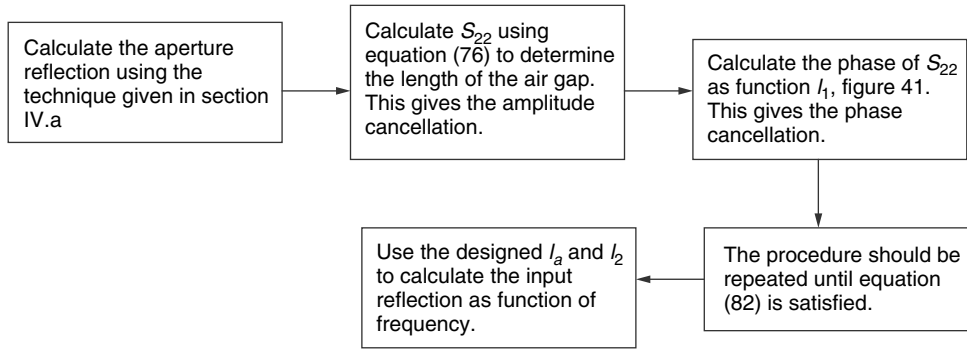 Calculate the aperture
reflection using the
technique given in section
IV.a
Calculate S22 using
equation (76) to determine
the length of the air gap.
This gives the amplitude
cancellation.
Calculate the phase of S22
as function l1, figure 41.
This gives the phase
cancellation.
The procedure should be
repeated until equation
(82) is satisfied.
Use the designed la and l2
to calculate the input
reflection as function of
frequency.